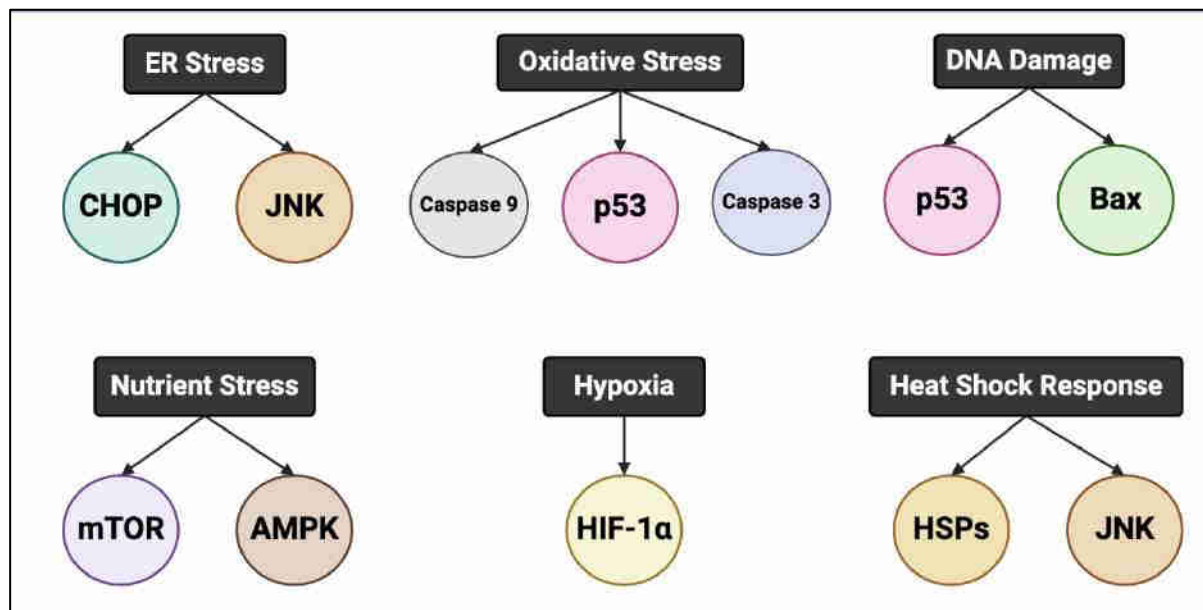 ER Stress
Oxidative Stress
DNA Damage
CHOP
JNK
Caspase 9
p53
Caspase 3
p53
Bax
Nutrient Stress
Hypoxia
Heat Shock Response
mTOR
AMPK
HIF-1α
HSPs
JNK